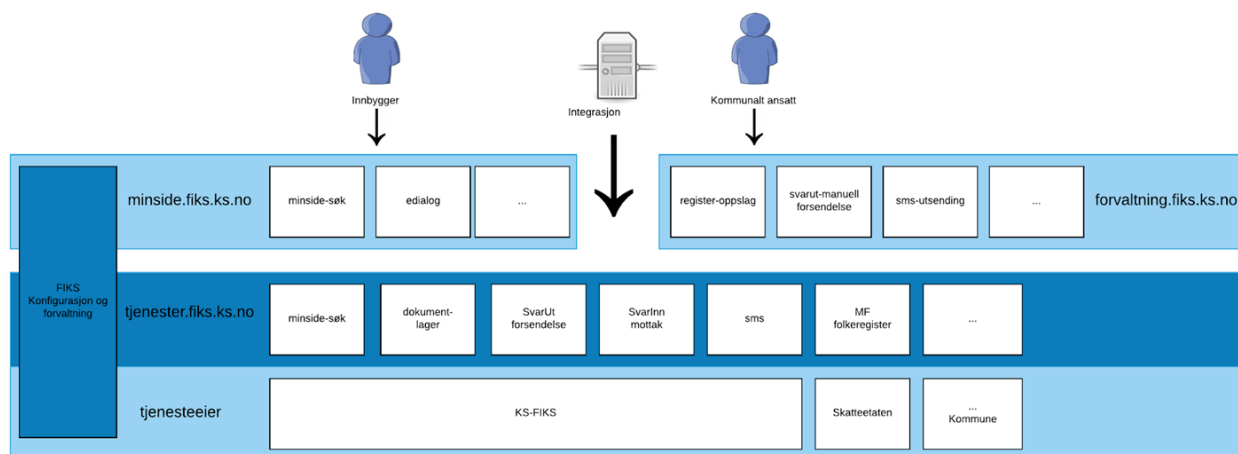 Innbygger
Integrasjon
Kommunalt ansatt
minside.fiks.ks.no
minside-søk
edialog
...
register-oppslag
svarut-manuell
forsendelse
sms-utsending
...
forvaltning.fiks.ks.no
FIKS
Konfigurasjon og
forvaltning
tjenester.fiks.ks.no
minside-søk
dokument-
lager
SvarUt
forsendelse
SvarInn
mottak
sms
MF
folkeregister
...
tjenesteeier
KS-FIKS
Skatteetaten
...
Kommune